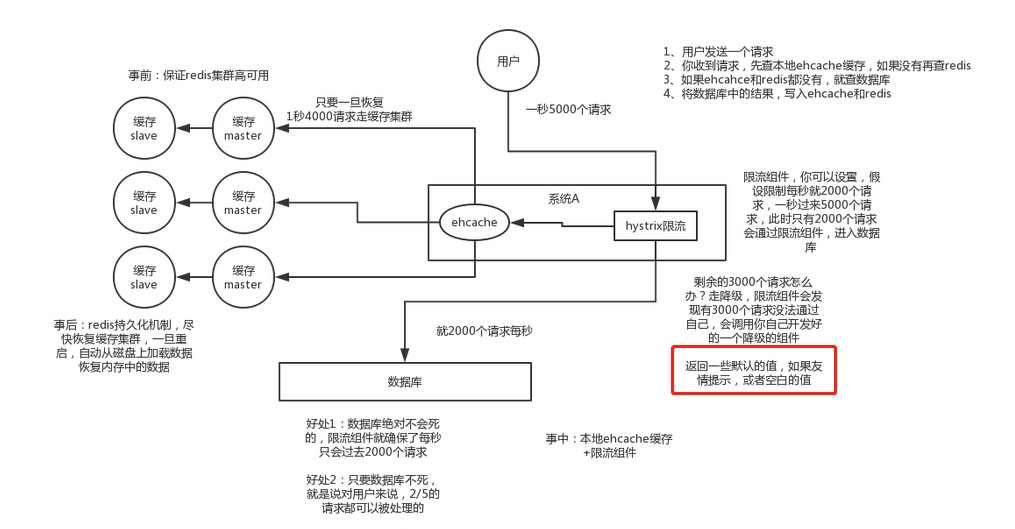 用户
1、用户发送一个请求
2、你收到请求，先查本地ehcache缓存，如果没有再查redis
3、如果ehcahce和redis都没有，就查数据库
4、将数据库中的结果，写入ehcache和redis
事前：保证redis集群高可用
只要一旦恢复
1秒4000请求走缓存集群
一秒5000个请求
缓存
slave
缓存
master
缓存
slave
缓存
master
缓存
slave
缓存
master
系统A
ehcache
hystrix限流
限流组件，你可以设置，假
设限制每秒就2000个请
求，一秒过来5000个请
求，此时只有2000个请求
会通过限流组件，进入数据
库
剩余的3000个请求怎么
办？走降级，限流组件会发
现有3000个请求没法通过
自己，会调用你自己开发好
的一个降级的组件
返回一些默认的值，如果友
情提示，或者空白的值
事后：redis持久化机制，尽
快恢复缓存集群，一旦重
启，自动从磁盘上加载数据
恢复内存中的数据
就2000个请求每秒
数据库
好处1：数据库绝对不会死
的，限流组件就确保了每秒
只会过去2000个请求
好处2：只要数据库不死，
就是说对用户来说，2/5的
请求都可以被处理的
事中：本地ehcache缓存
+限流组件